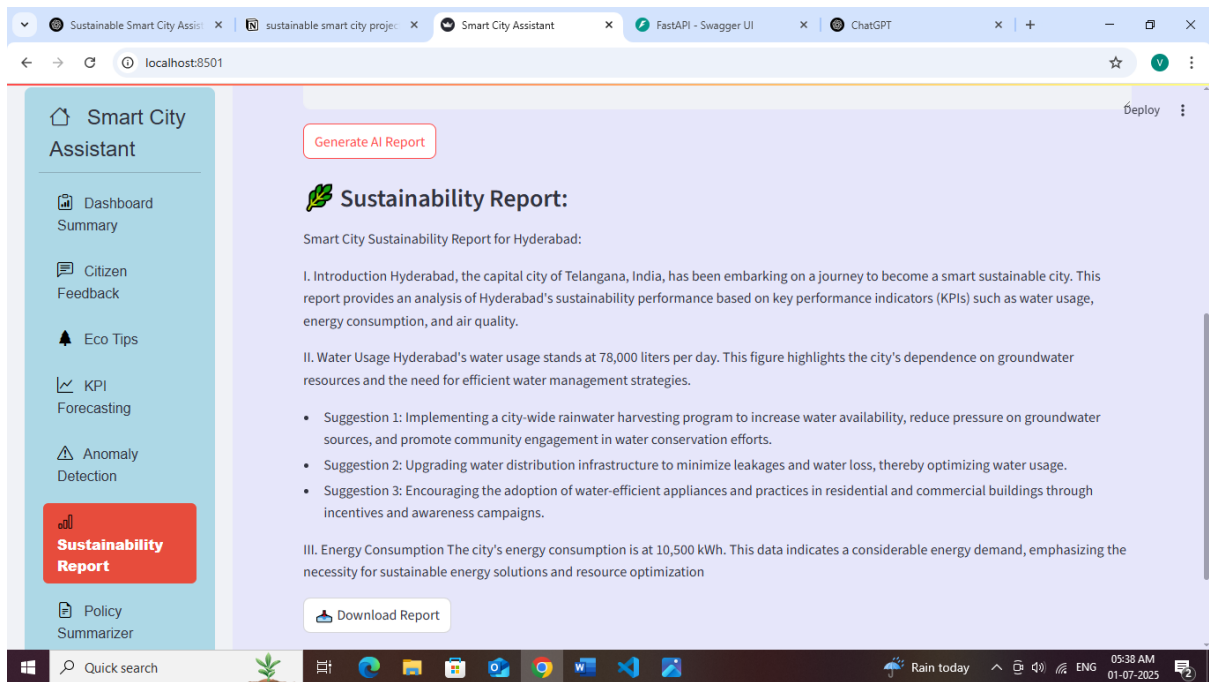 Sustainable Smart City Assist
sustainable smart city projec
Smart City Assistant
FastAPI - Swagger UI
ChatGPT
localhost:8501
V
Deploy
Smart City
Assistant
Dashboard
Summary
Citizen
Feedback
Eco Tips
KPI
Forecasting
Anomaly
Detection
Sustainability
Report
Policy
Summarizer
Generate AI Report
Sustainability Report:
Smart City Sustainability Report for Hyderabad:
I. Introduction Hyderabad, the capital city of Telangana, India, has been embarking on a journey to become a smart sustainable city. This
report provides an analysis of Hyderabad's sustainability performance based on key performance indicators (KPIs) such as water usage,
energy consumption, and air quality.
II. Water Usage Hyderabad's water usage stands at 78,000 liters per day. This figure highlights the city's dependence on groundwater
resources and the need for efficient water management strategies.
• Suggestion 1: Implementing a city-wide rainwater harvesting program to increase water availability, reduce pressure on groundwater
sources, and promote community engagement in water conservation efforts.
• Suggestion 2: Upgrading water distribution infrastructure to minimize leakages and water loss, thereby optimizing water usage.
• Suggestion 3: Encouraging the adoption of water-efficient appliances and practices in residential and commercial buildings through
incentives and awareness campaigns.
III. Energy Consumption The city's energy consumption is at 10,500 kWh. This data indicates a considerable energy demand, emphasizing the
necessity for sustainable energy solutions and resource optimization
Download Report
Quick search
Rain today
ENG
05:38 AM
01-07-2025
2